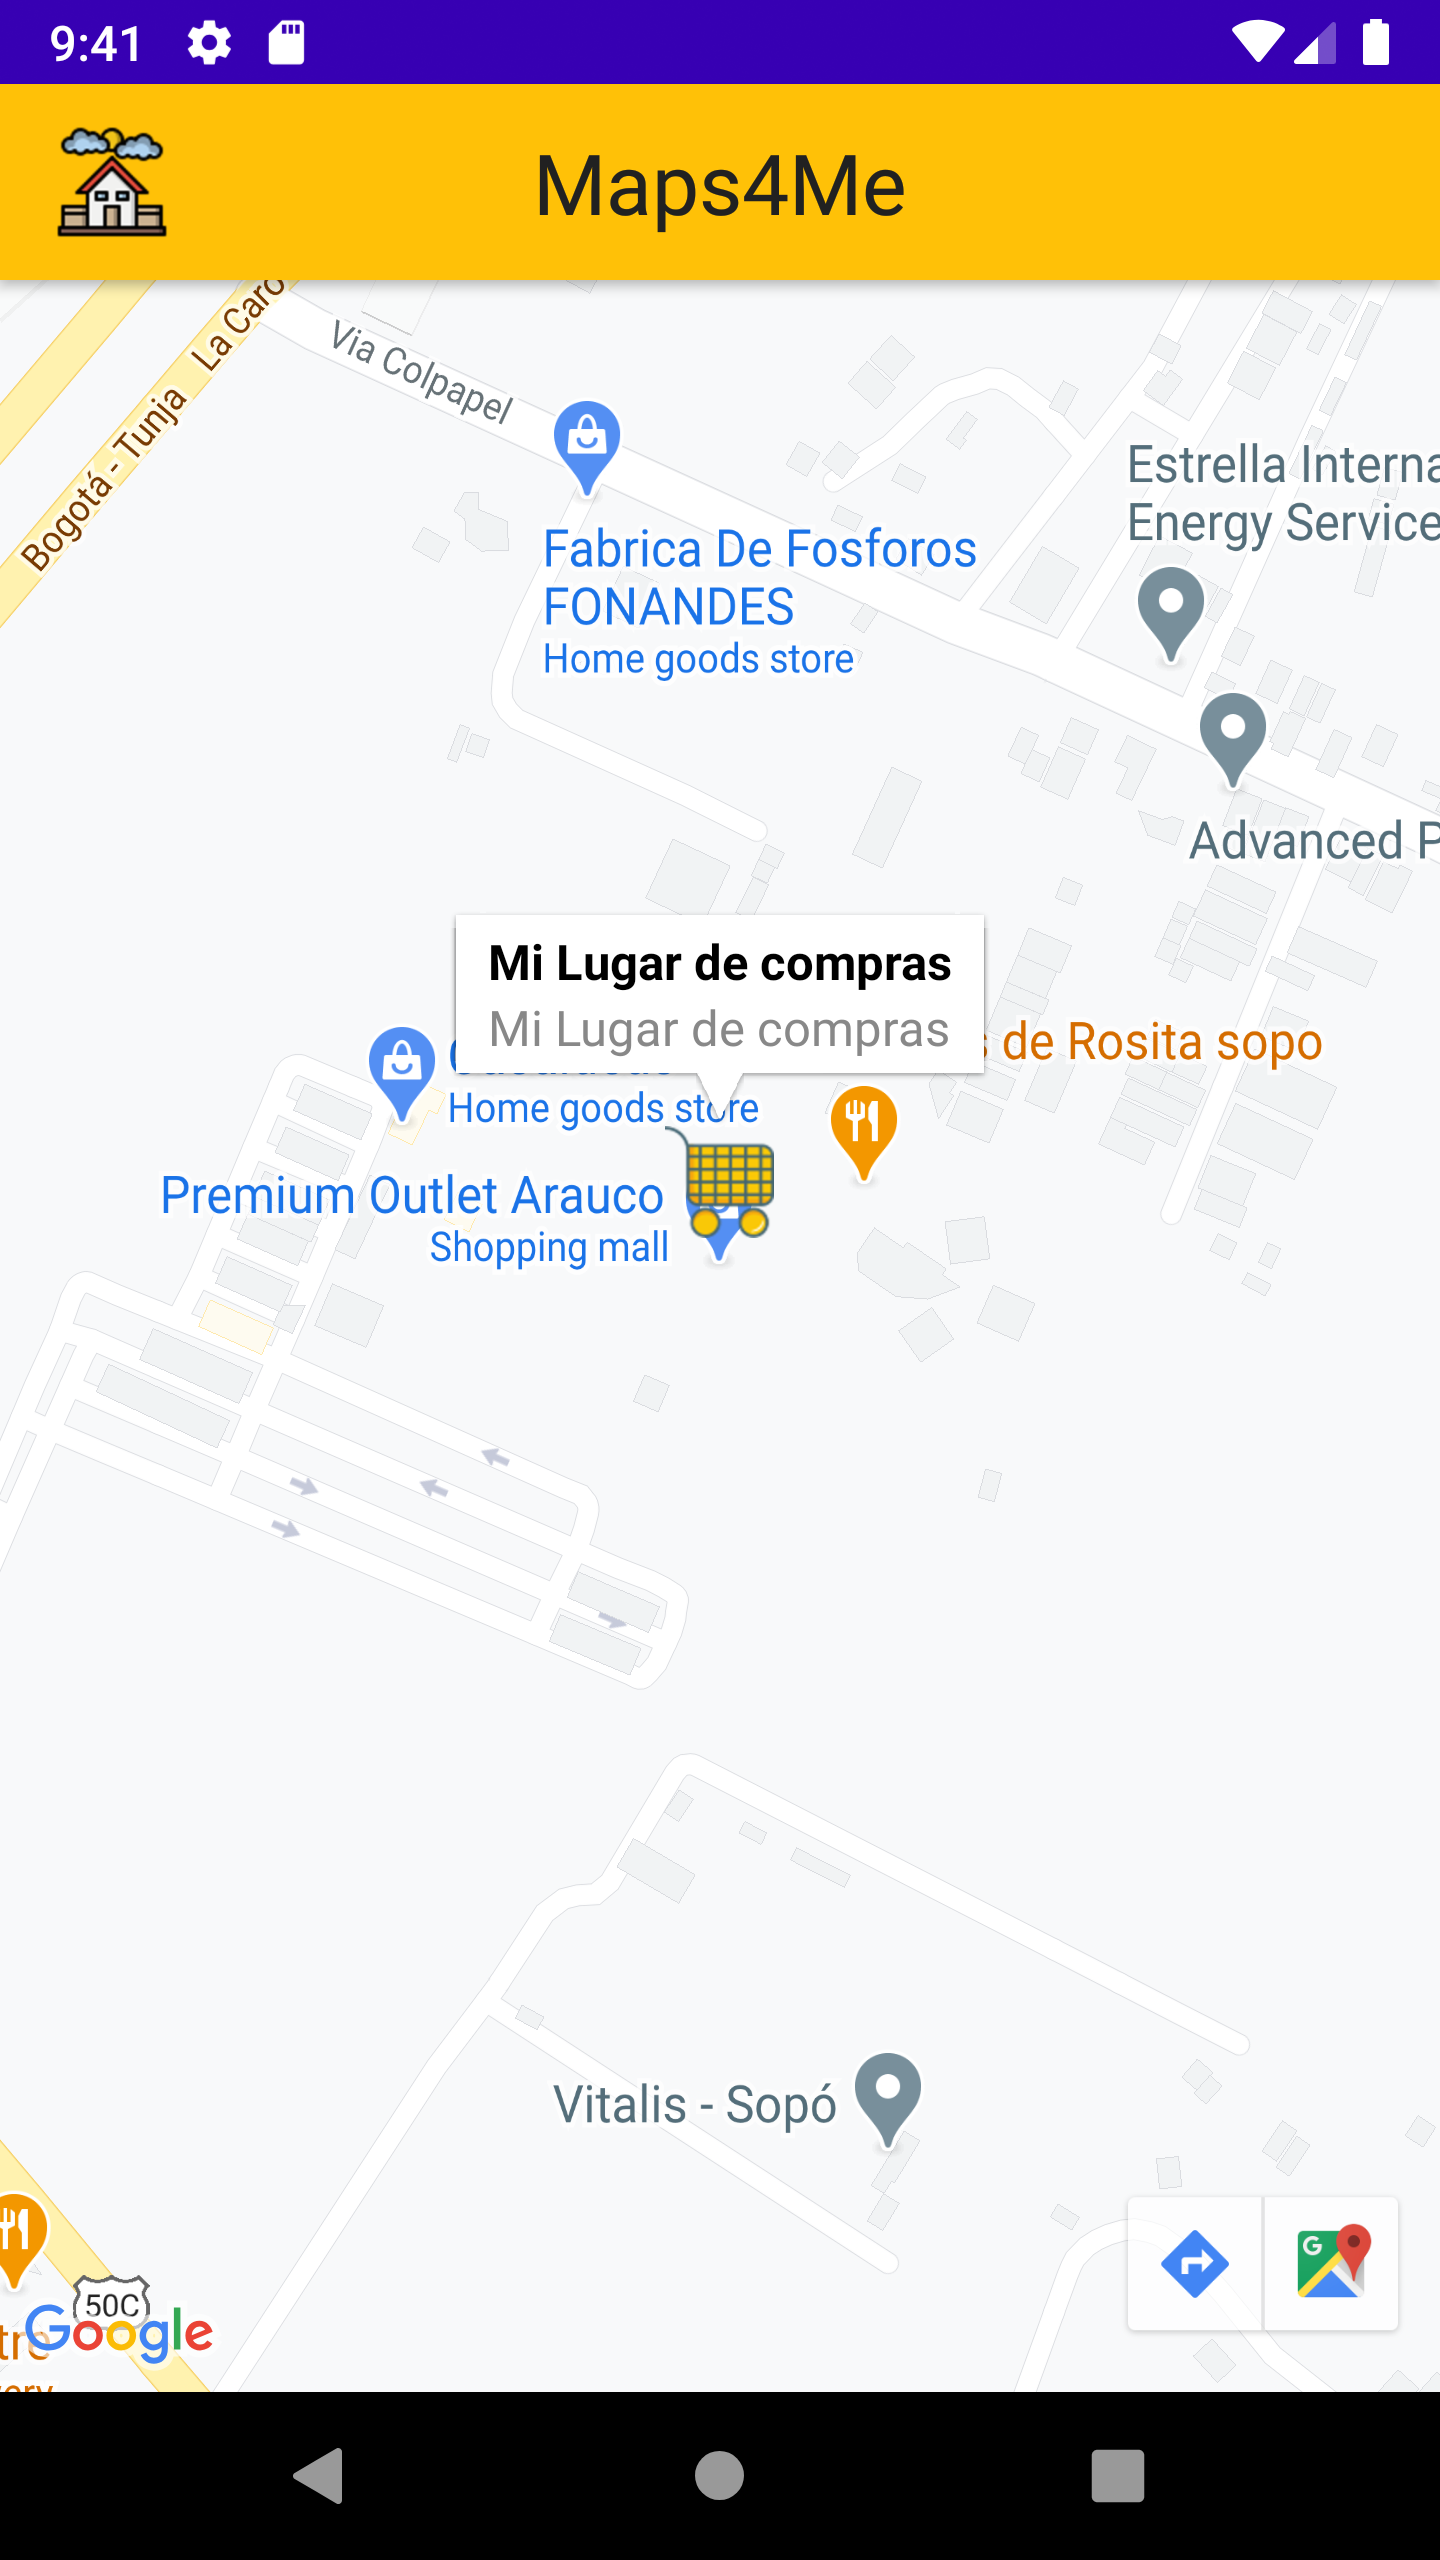 9:41
Maps4Me
La Caro
Bogotá - Tunja
Via Colpapel
Fabrica De Fosforos
FONANDES
Home goods store
Estrella
Energy
Advanced
Mi Lugar de compras
Mi Lugar de compras
de Rosita sopo
Home goods store
Premium Outlet Arauco
Shopping mall
Vitalis - Sopó
50C
Google
G